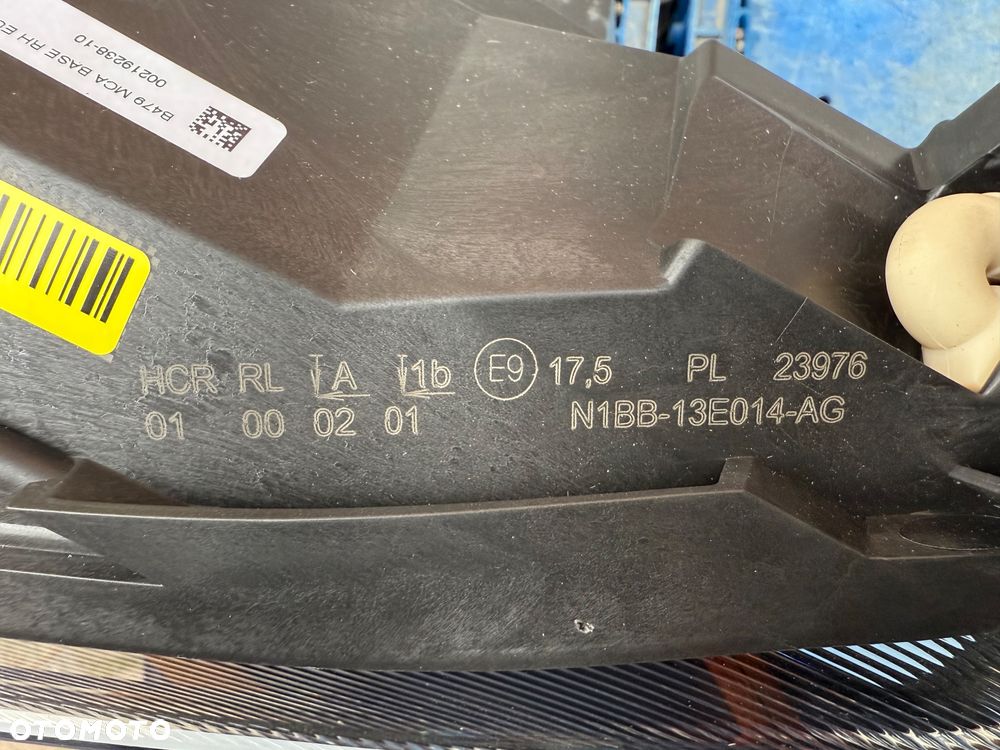 B479 MCA BASE RH
00219238-10
HCR RL A 1b E9 17,5 PL 23976
01 00 02 01 N1BB-13E014-AG
OTOMOTO